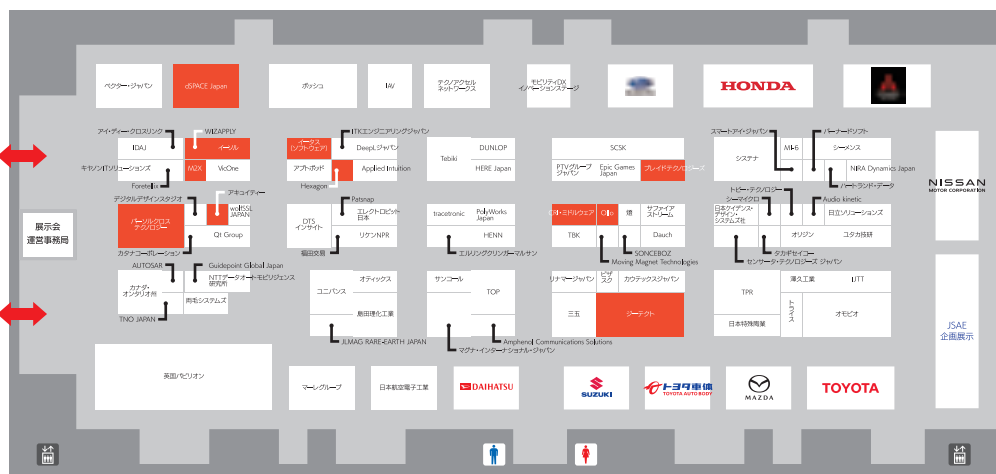 ベクター・ジャパン
dSPACE Japan
ボッシュ
IAV
テクノアクセル
ネットワークス
モビリティDX
イノベーションステージ
HONDA
アイ・ディー・クロスリンク
WIZAPPLY
IDAJ
イーソル
キヤノンITソリューションズ
M2X
VicOne
Foretellix
イータス
(ソフトウェア)
ITKエンジニアリングジャパン
DeepLジャパン
アプトポッド
Applied Intuition
Hexagon
Tebiki
DUNLOP
HERE Japan
SCSK
PTVグループ
ジャパン
Epic Games
Japan
ブレイドテクノロジーズ
スマートアイ・ジャパン
バーナードソフト
システナ
MI-6
シーメンス
NIRA Dynamics Japan
ハートランド・データ
NISSAN
MOTOR CORPORATION
展示会
運営事務局
デジタルデザインスタジオ
アキュイティー
パーソルクロス
テクノロジー
wolfSSL
JAPAN
Qt Group
カタナコーポレーション
Patsnap
DTS
インサイト
エレクトロビット
日本
リケンNPR
福田交易
tracetronic
PolyWorks
Japan
HENN
エルリングクリンガー・マルサン
CRI・ミドルウェア
Qllo
燈
サファイア
ストリーム
TBK
Dauch
SONCEBOZ
Moving Magnet Technologies
トビー・テクノロジー
シーマイクロ
Audio kinetic
日本ケイデンス・
デザイン・
システムズ社
日立ソリューションズ
オリジン
ユタカ技研
タカギセイコー
センサータ・テクノロジーズ ジャパン
AUTOSAR
Guidepoint Global Japan
カナダ・
オンタリオ州
NTTデータオートモビリジェンス
研究所
両毛システムズ
TNO JAPAN
ユニバンス
オティックス
島田理化工業
JLMAG RARE-EARTH JAPAN
サンコール
TOP
Amphenol Communications Solutions
マグナ・インターナショナル・ジャパン
リナマージャパン
ビザ
スク
カウテックスジャパン
三五
ジーテクト
TPR
澤久工業
IJTT
日本特殊陶業
トライス
オモビオ
JSAE
企画展示
英国パビリオン
マーレグループ
日本航空電子工業
DAIHATSU
SUZUKI
トヨタ車体
TOYOTA AUTO BODY
MAZDA
TOYOTA